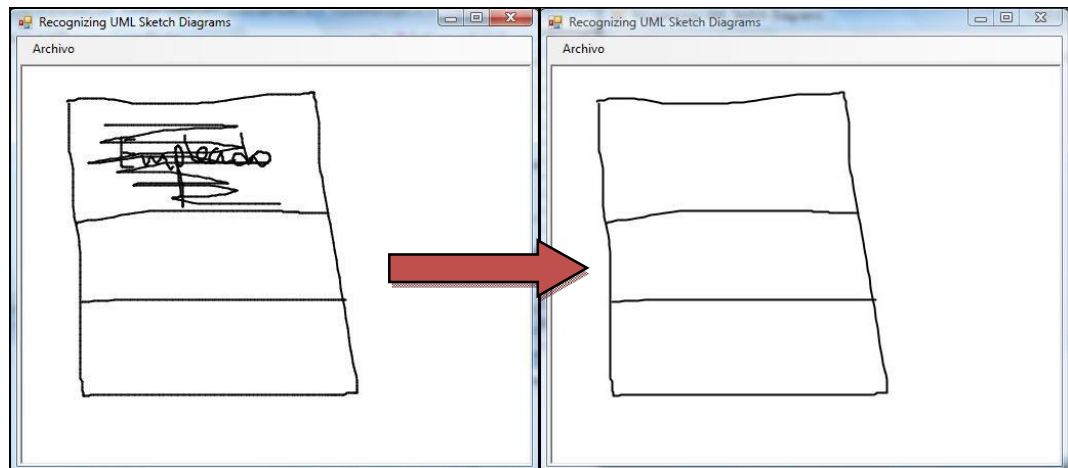 Recognizing UML Sketch Diagrams
Archivo
Empleado
Recognizing UML Sketch Diagrams
Archivo